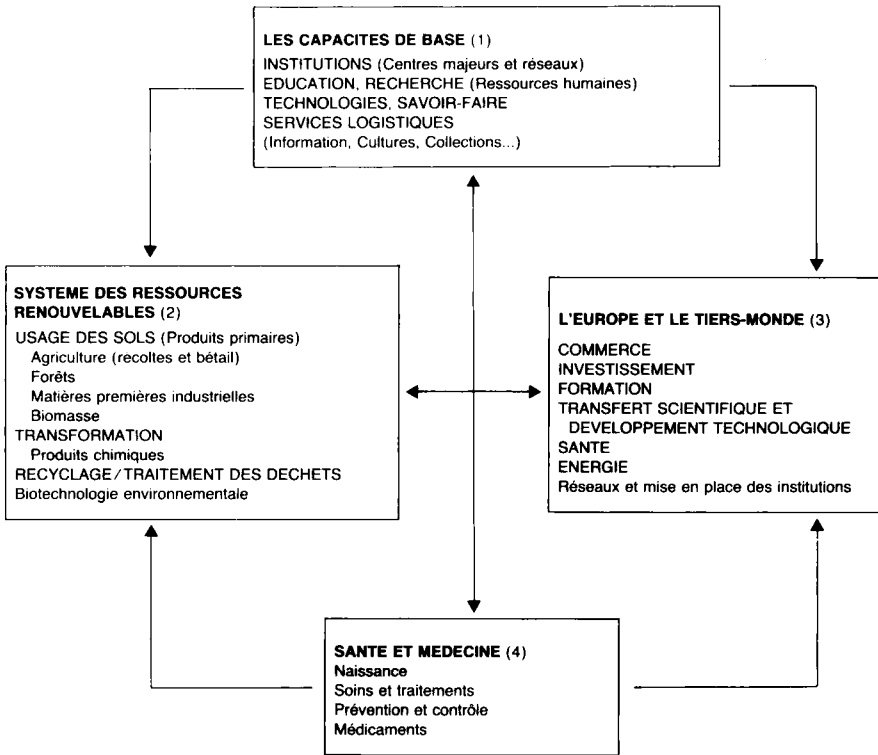 LES CAPACITES DE BASE (1)
INSTITUTIONS (Centres majeurs et réseaux)
EDUCATION, RECHERCHE (Ressources humaines)
TECHNOLOGIES, SAVOIR-FAIRE
SERVICES LOGISTIQUES
(Information, Cultures, Collections...)
SYSTEME DES RESSOURCES
RENOUVELABLES (2)
USAGE DES SOLS (Produits primaires)
Agriculture (recoltes et bétail)
Forêts
Matières premières industrielles
Biomasse
TRANSFORMATION
Produits chimiques
RECYCLAGE/TRAITEMENT DES DECHETS
Biotechnologie environnementale
L'EUROPE ET LE TIERS-MONDE (3)
COMMERCE
INVESTISSEMENT
FORMATION
TRANSFERT SCIENTIFIQUE ET
DEVELOPPEMENT TECHNOLOGIQUE
SANTE
ENERGIE
Réseaux et mise en place des institutions
SANTE ET MEDECINE (4)
Naissance
Soins et traitements
Prévention et contrôle
Médicaments